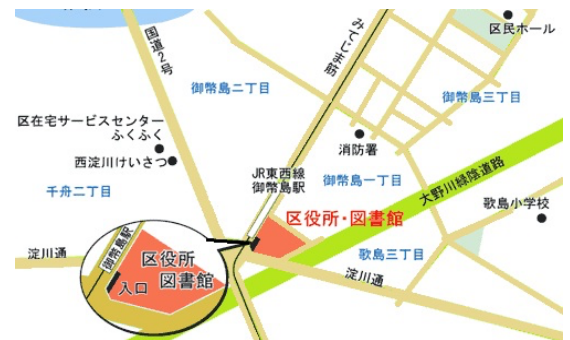 国道2号
みてじま筋
区民ホール
御幣島二丁目
御幣島三丁目
区在宅サービスセンター
ふくふく
西淀川けいさつ
消防署
JR東西線
御幣島駅
御幣島一丁目
大野川緑陰道路
千舟二丁目
歌島小学校
区役所・図書館
御幣島駅
区役所
図書館
入口
歌島三丁目
淀川通
淀川通